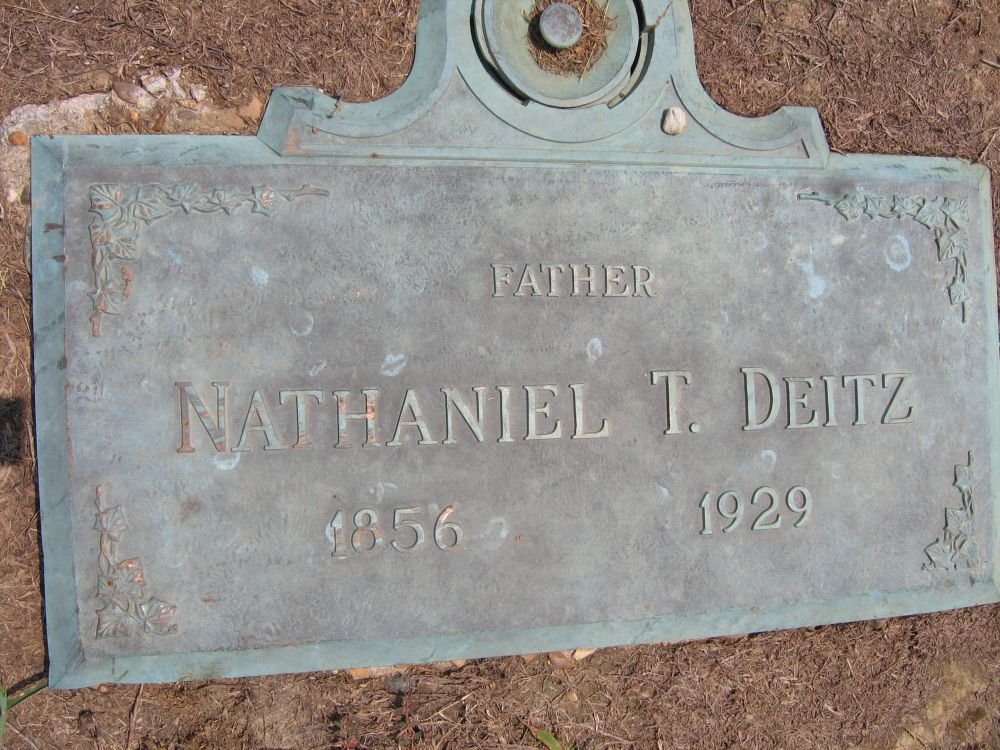 FATHER
NATHANIEL T. DEITZ
1856 1929